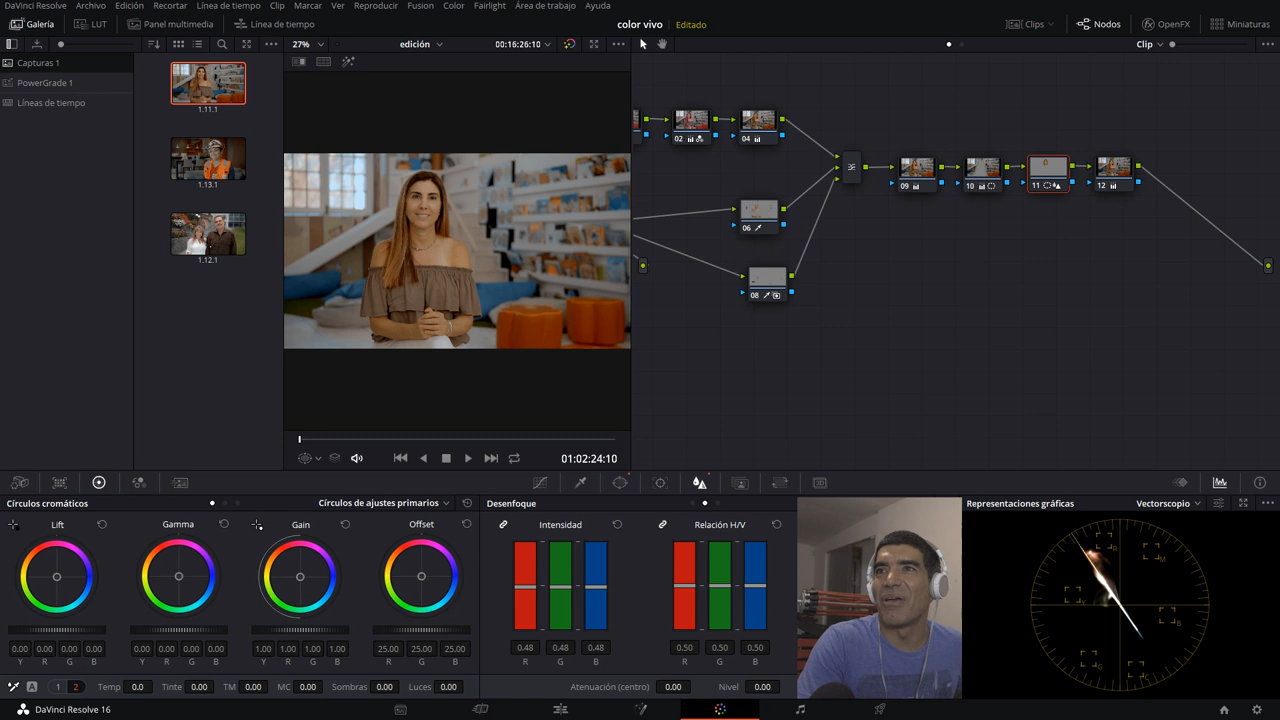 DaVinci Resolve Archivo Edición Recortar Línea de tiempo Clip Marcar Ver Reproducir Fusion Color Fairlight Área de trabajo Ayuda
Galería LUT Panel multimedia Línea de tiempo color vivo Editado Clips Nodos OpenFX Miniaturas
27% edición 00:16:26:10 Clip
Capturas 1
PowerGrade 1
Líneas de tiempo
1.11.1
1.13.1
1.12.1
02 04
09 10 11 12
06
08
01:02:24:10
Círculos cromáticos Círculos de ajustes primarios Desenfoque Representaciones gráficas Vectorscopio
Lift Gamma Gain Offset Intensidad Relación H/V
R M Y B G
0.00 0.00 0.00 0.00 0.00 0.00 0.00 0.00 1.00 1.00 1.00 1.00 25.00 25.00 25.00 0.48 0.48 0.48 0.50 0.50 0.50
Y R G B Y R G B Y R G B R G B R G B R G B
A 1 2 Temp 0.0 Tinte 0.00 TM 0.00 MC 0.00 Sombras 0.00 Luces 0.00 Atenuación (centro) 0.00 Nivel 0.00
DaVinci Resolve 16